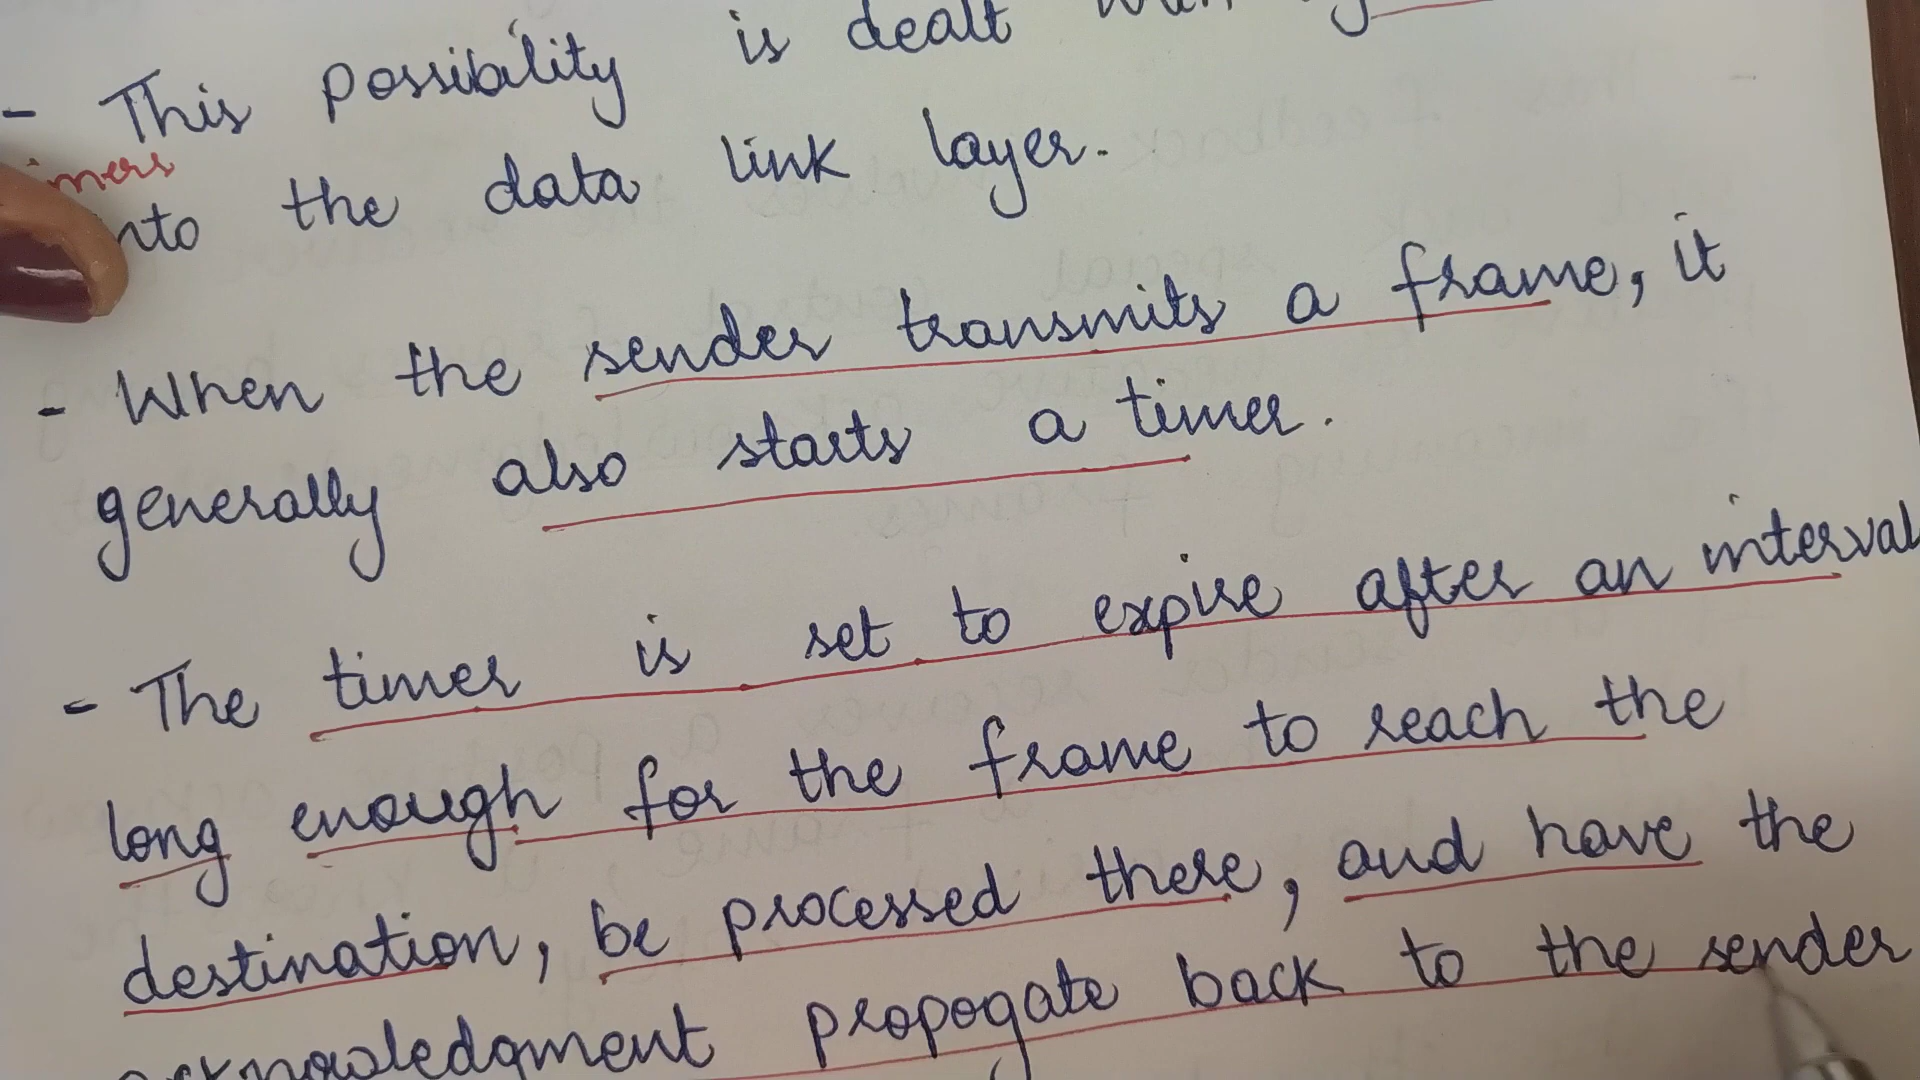 - This possibility is dealt
into the data link layer.
- When the sender transmits a frame, it
generally also starts a timer.
- The timer is set to expire after an interval
long enough for the frame to reach the
destination, be processed there, and have the
acknowledgment propogate back to the sender